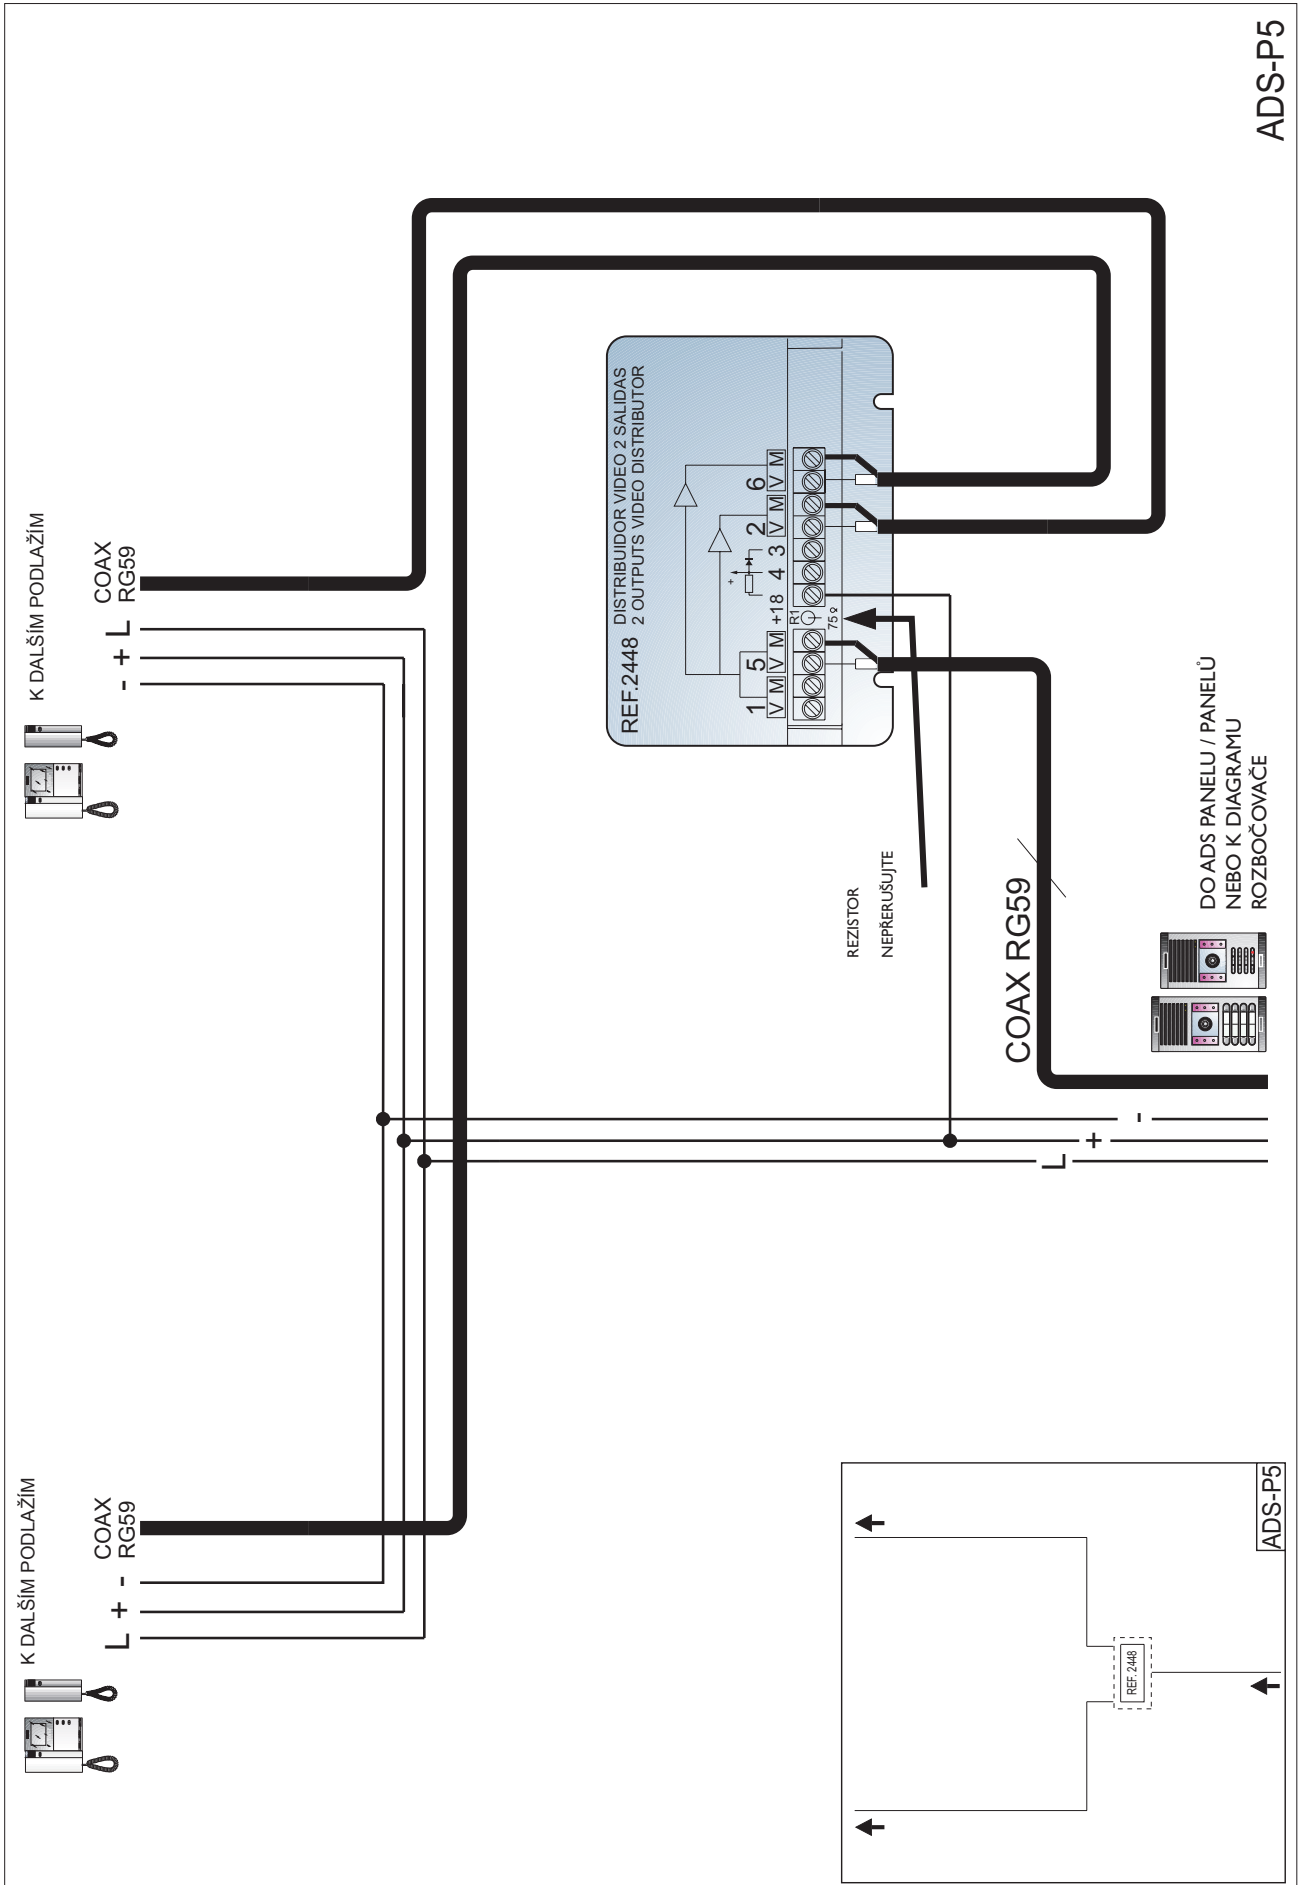 K DALŠÍM PODLAŽÍM
L + -
COAX
RG59
K DALŠÍM PODLAŽÍM
- + L
COAX
RG59
REF.2448
DISTRIBUIDOR VIDEO 2 SALIDAS
2 OUTPUTS VIDEO DISTRIBUTOR
1 5 +18 4 3 2 6
V M V M V M V M
+
R1
75 Ω
REZISTOR
NEPŘERUŠUJTE
COAX RG59
L
+
-
DO ADS PANELU / PANELŮ
NEBO K DIAGRAMU
ROZBOČOVAČE
REF. 2448
ADS-P5
ADS-P5